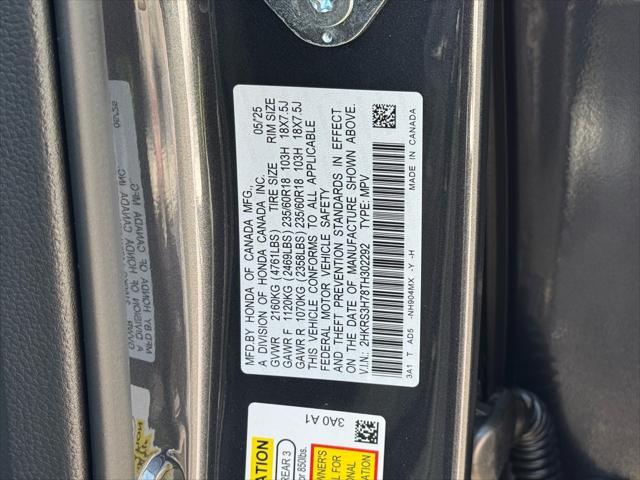 MFD.BY HONDA OF CANADA MFG., 05/25
A DIVISION OF HONDA CANADA INC.
GVWR 2160KG (4761LBS) TIRE SIZE RIM SIZE
GAWR F 1120KG (2469LBS) 235/60R18 103H 18X7.5J
GAWR R 1070KG (2358LBS) 235/60R18 103H 18X7.5J
THIS VEHICLE CONFORMS TO ALL APPLICABLE
FEDERAL MOTOR VEHICLE SAFETY
AND THEFT PREVENTION STANDARDS IN EFFECT
ON THE DATE OF MANUFACTURE SHOWN ABOVE.
V.I.N.: 2HKRS3H78TH302292 TYPE: MPV
3A1 T AD5 -NH904MX -Y -H MADE IN CANADA
3A0 A1
REAR 3